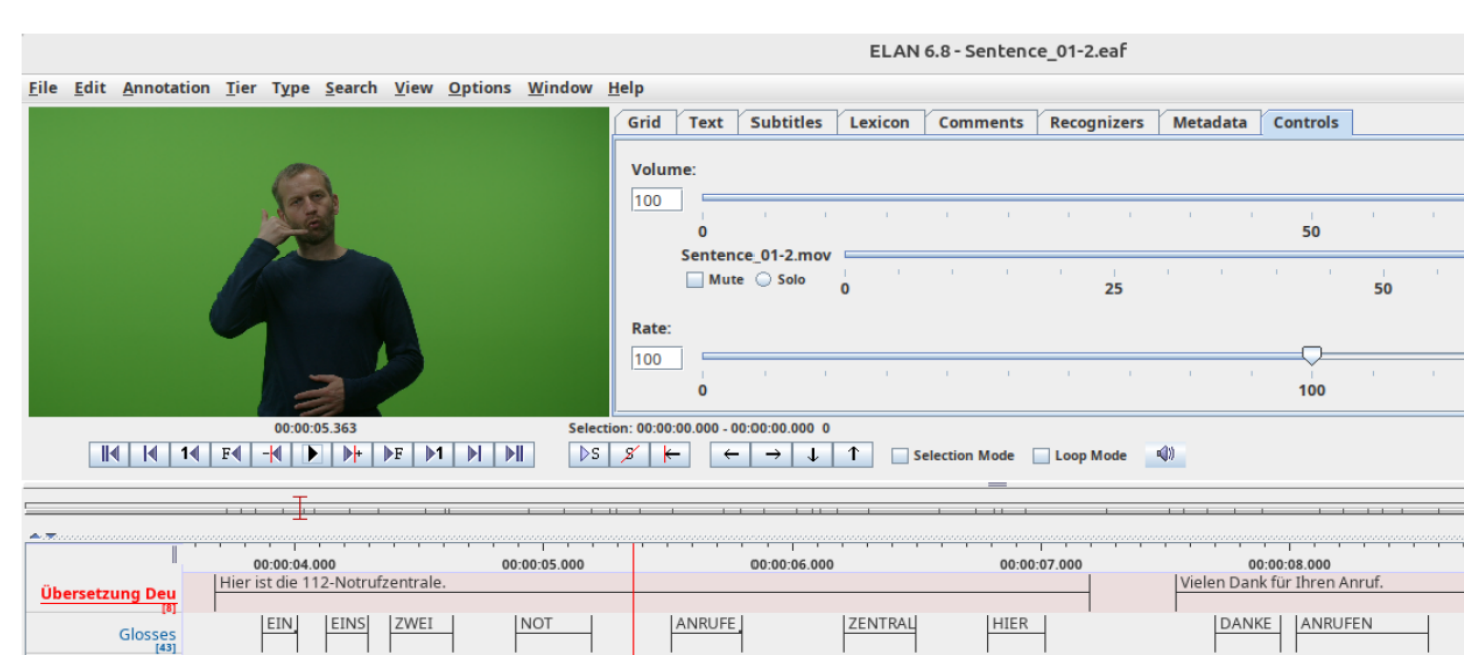 ELAN 6.8 - Sentence_01-2.eaf
File Edit Annotation Tier Type Search View Options Window Help
Grid Text Subtitles Lexicon Comments Recognizers Metadata Controls
Volume:
100
0 50
Sentence_01-2.mov
Mute Solo
0 25 50
Rate:
100
0 100
00:00:05.363 Selection: 00:00:00.000 - 00:00:00.000 0
1 F + F 1 S S Selection Mode Loop Mode
00:00:04.000 00:00:05.000 00:00:06.000 00:00:07.000 00:00:08.000
Übersetzung Deu Hier ist die 112-Notrufzentrale. Vielen Dank für Ihren Anruf.
[8]
Glosses EIN EINS ZWEI NOT ANRUFE ZENTRAL HIER DANKE ANRUFEN
[43]